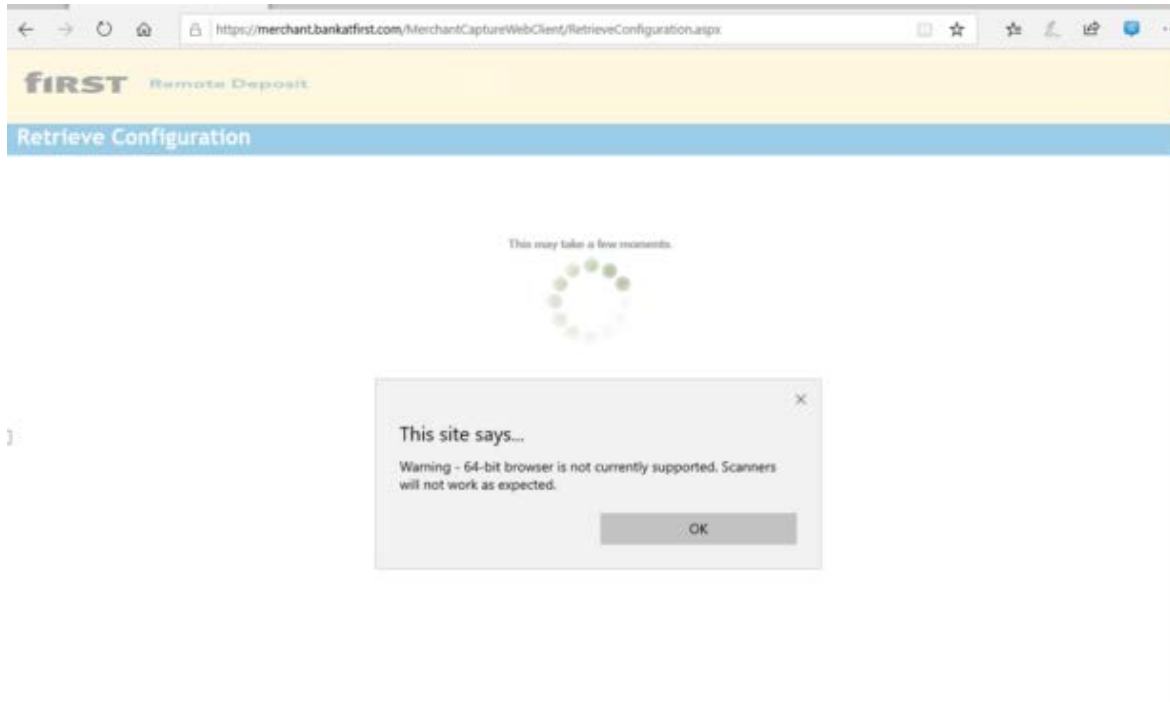 https://merchant.bankatfirst.com/MerchantCaptureWebClient/RetrieveConfiguration.aspx
fIRST Remote Deposit
Retrieve Configuration
This may take a few moments.
This site says...
Warning - 64-bit browser is not currently supported. Scanners
will not work as expected.
OK